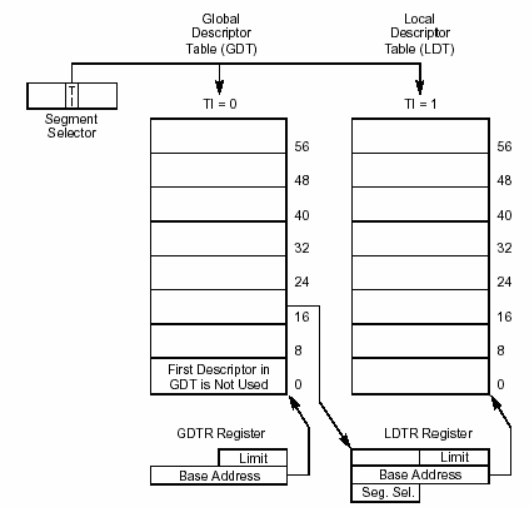 Global
Descriptor
Table (GDT)
Local
Descriptor
Table (LDT)
T
I
Segment
Selector
TI = 0
TI = 1
56
48
40
32
24
16
8
0
First Descriptor in
GDT is Not Used
56
48
40
32
24
16
8
0
GDTR Register
Limit
Base Address
LDTR Register
Limit
Base Address
Seg. Sel.